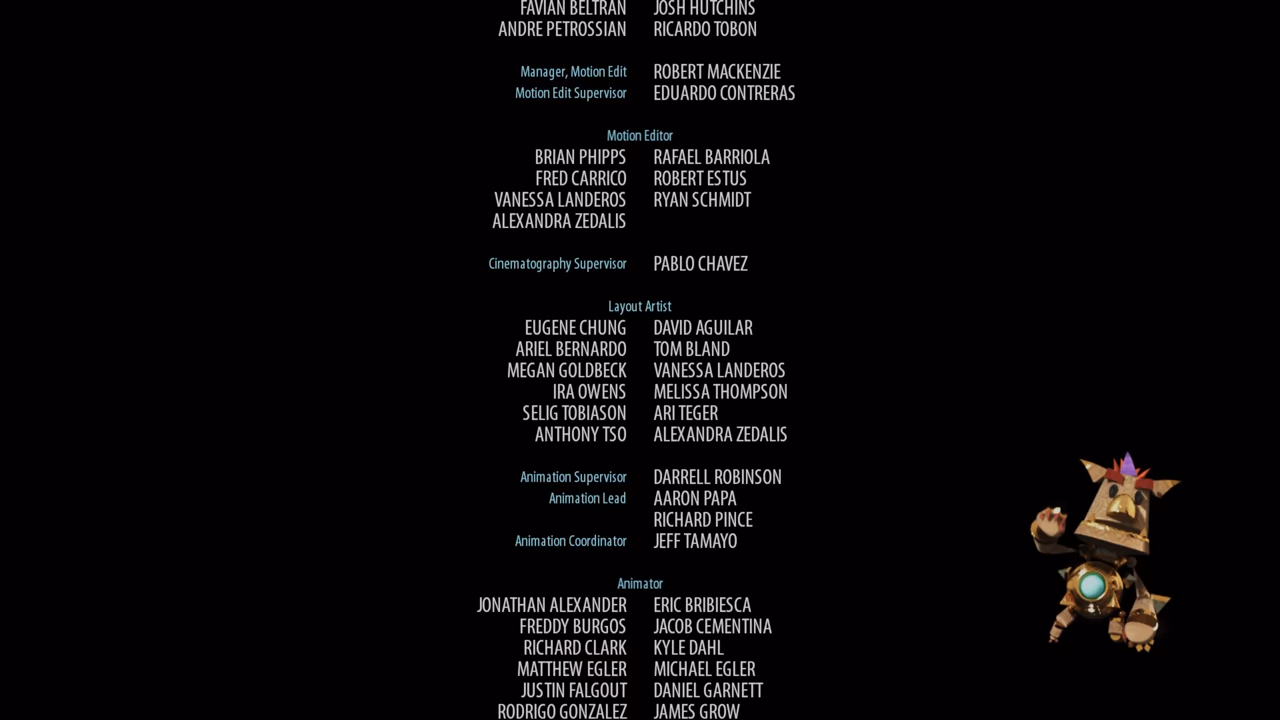 FAVIAN BELTRAN JOSH HUTCHINS
ANDRE PETROSSIAN RICARDO TOBON
Manager, Motion Edit ROBERT MACKENZIE
Motion Edit Supervisor EDUARDO CONTRERAS
Motion Editor
BRIAN PHIPPS RAFAEL BARRIOLA
FRED CARRICO ROBERT ESTUS
VANESSA LANDEROS RYAN SCHMIDT
ALEXANDRA ZEDALIS
Cinematography Supervisor PABLO CHAVEZ
Layout Artist
EUGENE CHUNG DAVID AGUILAR
ARIEL BERNARDO TOM BLAND
MEGAN GOLDBECK VANESSA LANDEROS
IRA OWENS MELISSA THOMPSON
SELIG TOBIASON ARI TEGER
ANTHONY TSO ALEXANDRA ZEDALIS
Animation Supervisor DARRELL ROBINSON
Animation Lead AARON PAPA
RICHARD PINCE
Animation Coordinator JEFF TAMAYO
Animator
JONATHAN ALEXANDER ERIC BRIBIESCA
FREDDY BURGOS JACOB CEMENTINA
RICHARD CLARK KYLE DAHL
MATTHEW EGLER MICHAEL EGLER
JUSTIN FALGOUT DANIEL GARNETT
RODRIGO GONZALEZ JAMES GROW